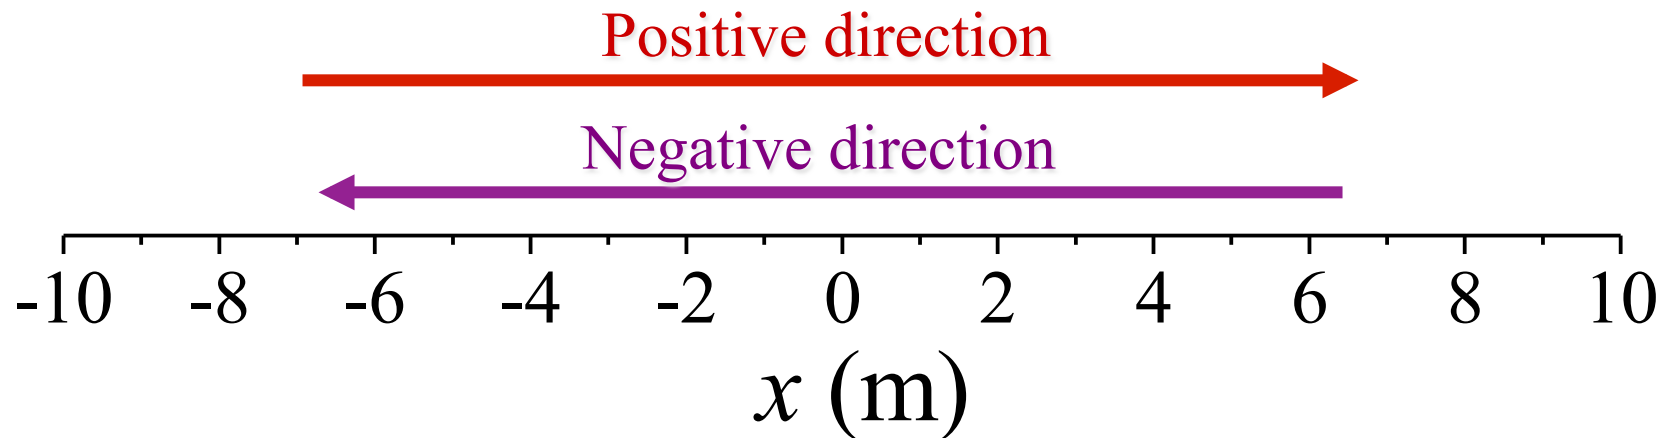 Positive direction
Negative direction
-10 -8 -6 -4 -2 0 2 4 6 8 10
x (m)